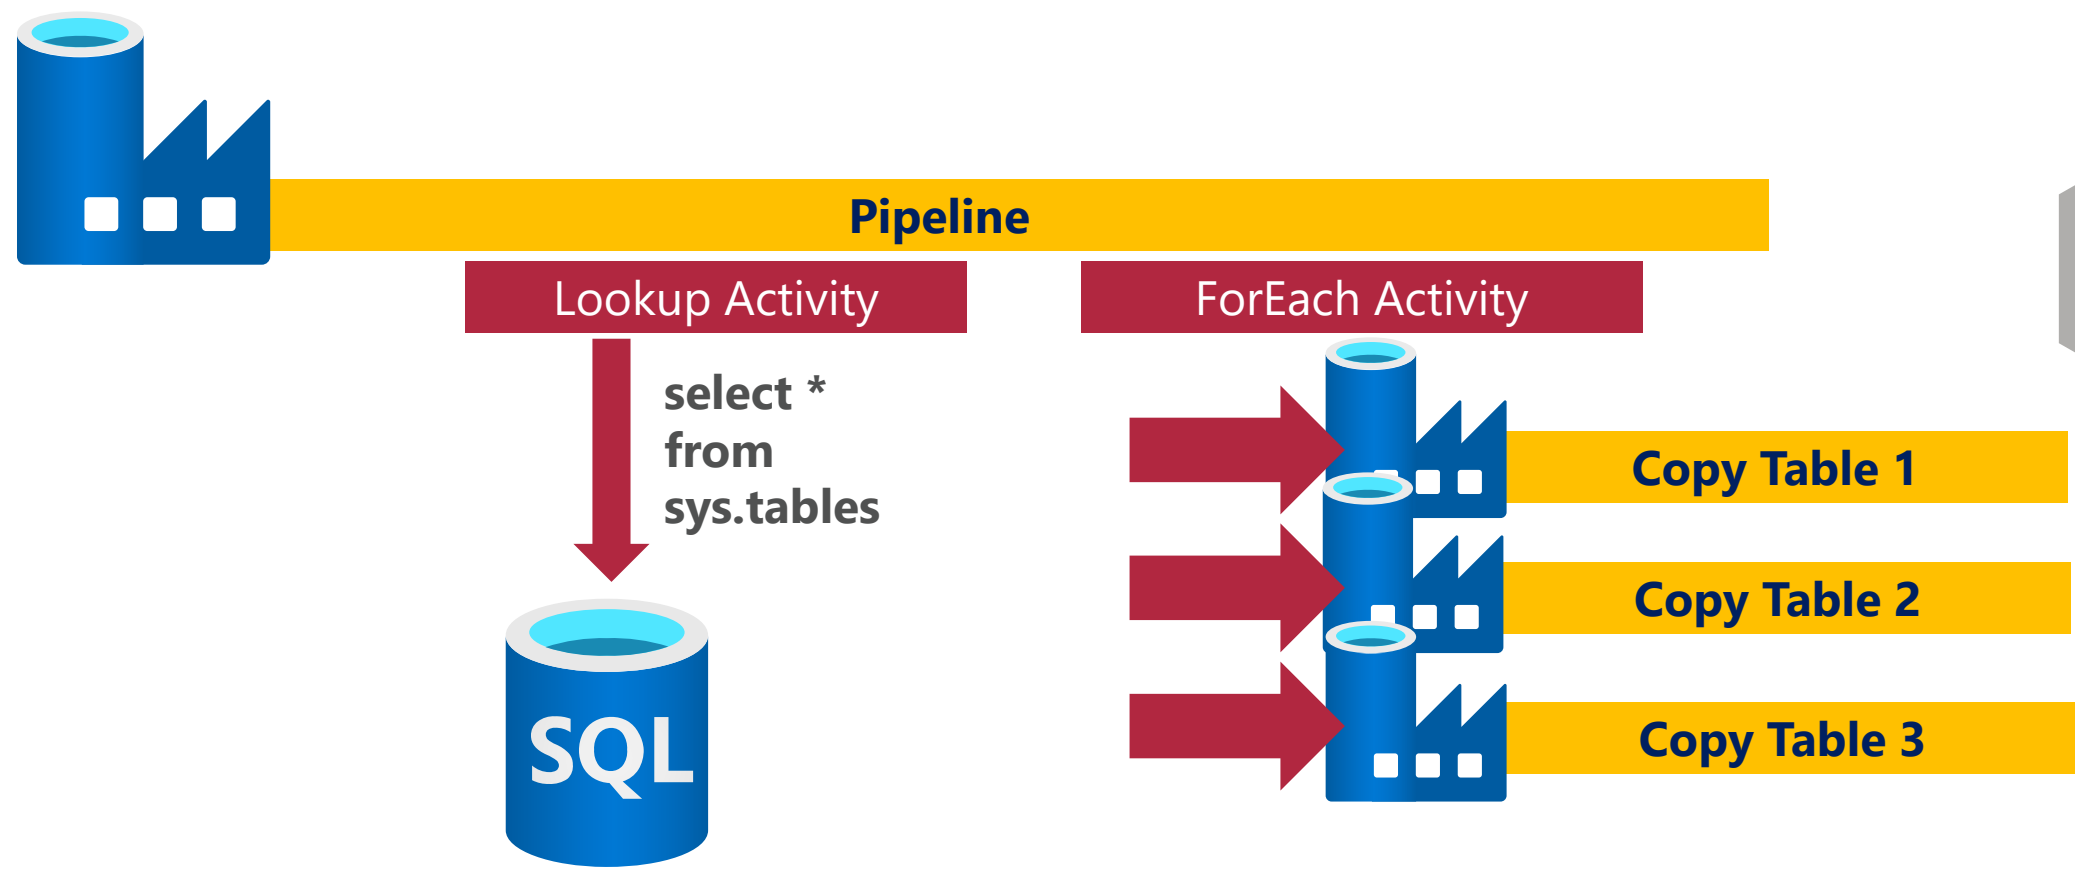 Pipeline
Lookup Activity
ForEach Activity
select *
from
sys.tables
SQL
Copy Table 1
Copy Table 2
Copy Table 3